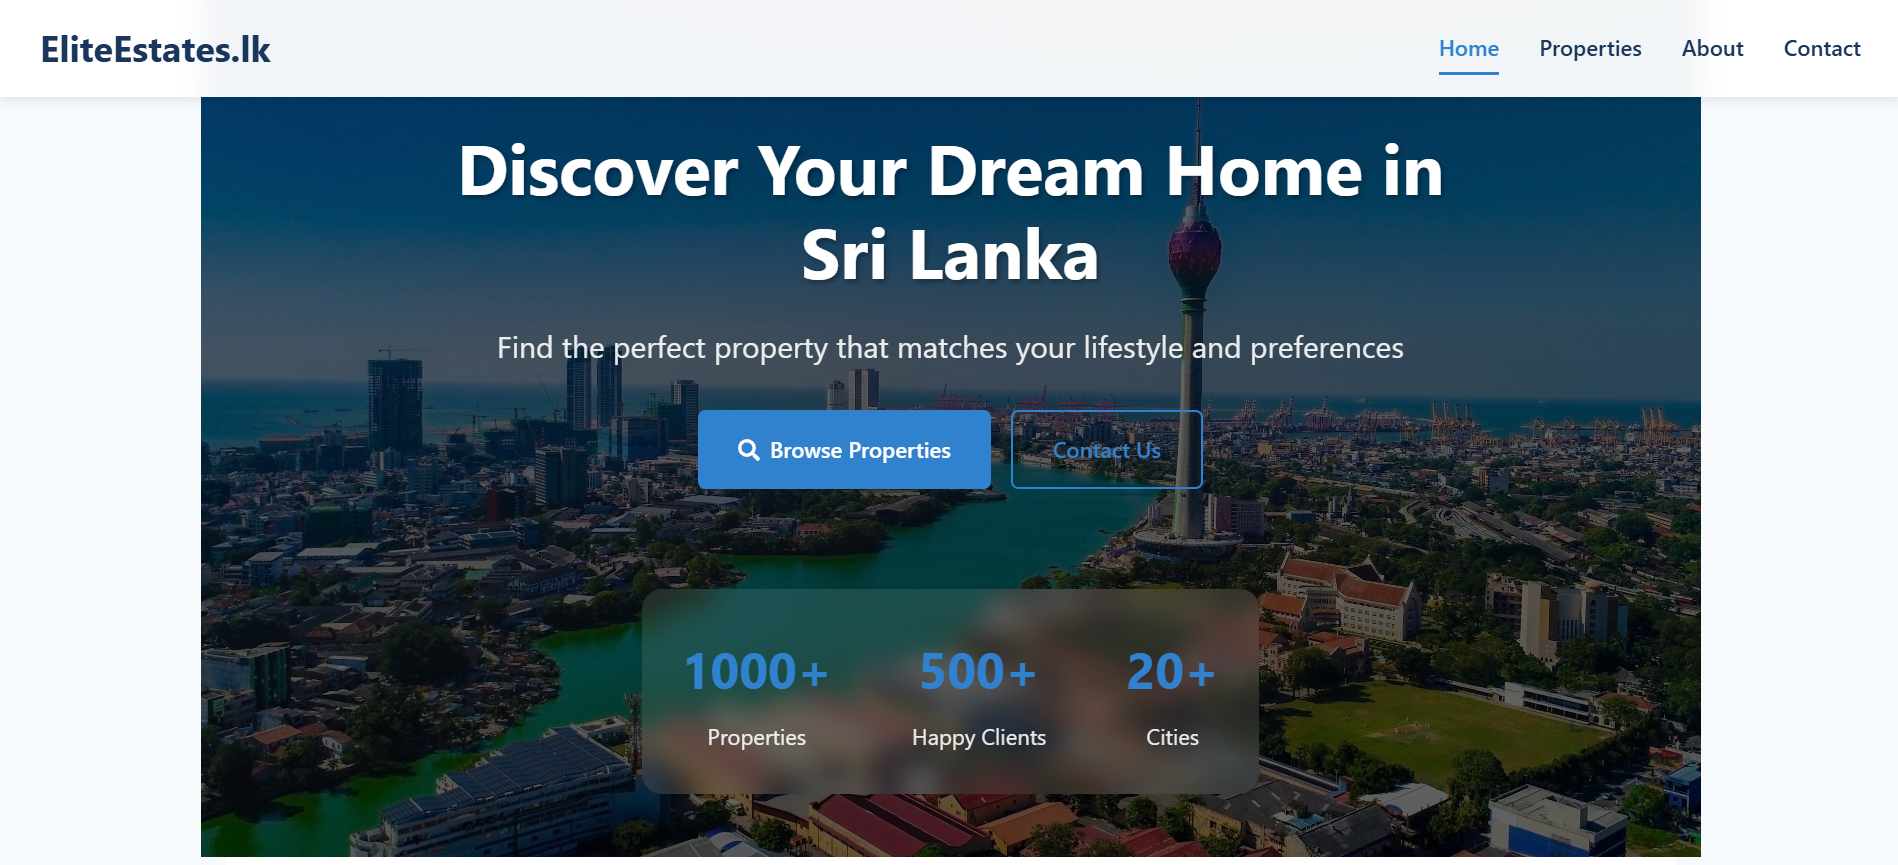 EliteEstates.lk
Home
Properties
About
Contact
Discover Your Dream Home in
Sri Lanka
Find the perfect property that matches your lifestyle and preferences
Browse Properties
Contact Us
1000+
500+
20+
Properties
Happy Clients
Cities